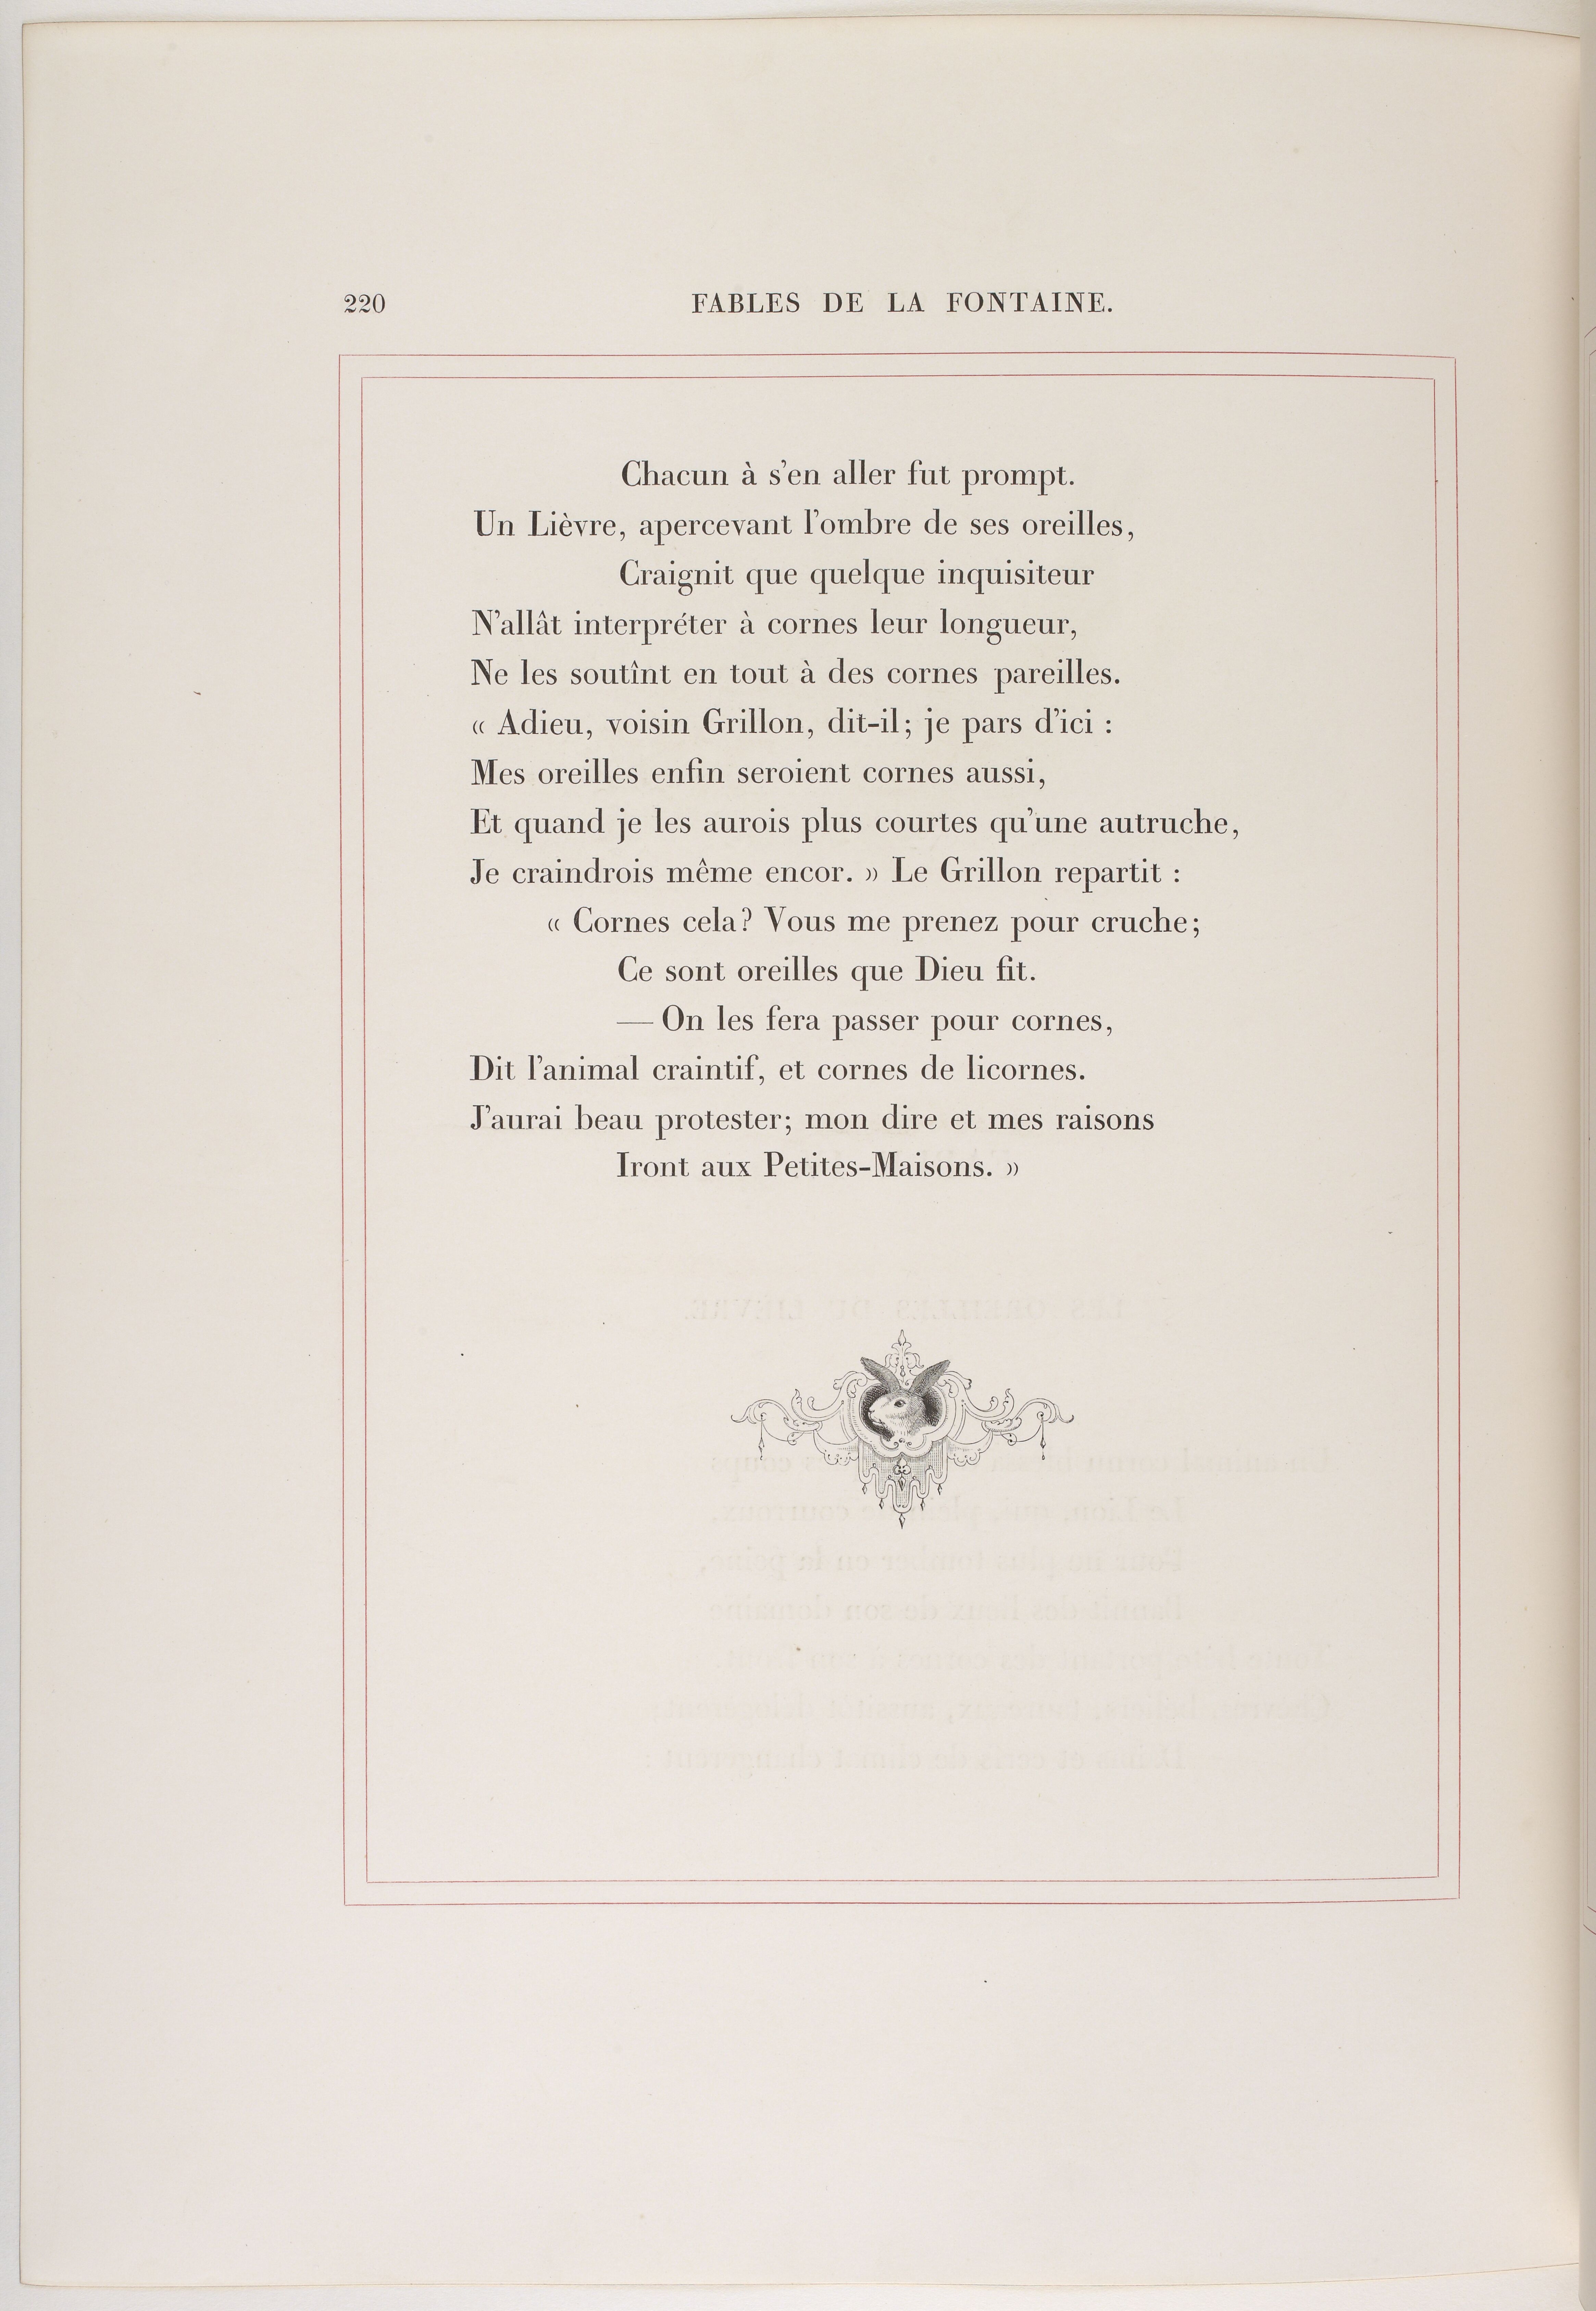 220
FABLES DE LA FONTAINE.
Chacun à s'en aller fut prompt.
Un Lièvre, apercevant l'ombre de ses oreilles,
Craignit que quelque inquisiteur
N'allât interpréter à cornes leur longueur,
Ne les soutînt en tout à des cornes pareilles.
« Adieu, voisin Grillon, dit-il; je pars d'ici :
Mes oreilles enfin seroient cornes aussi,
Et quand je les aurois plus courtes qu'une autruche,
Je craindrois même encor. » Le Grillon repartit :
« Cornes cela? Vous me prenez pour cruche;
Ce sont oreilles que Dieu fit.
— On les fera passer pour cornes,
Dit l'animal craintif, et cornes de licornes.
J'aurai beau protester; mon dire et mes raisons
Iront aux Petites-Maisons. »